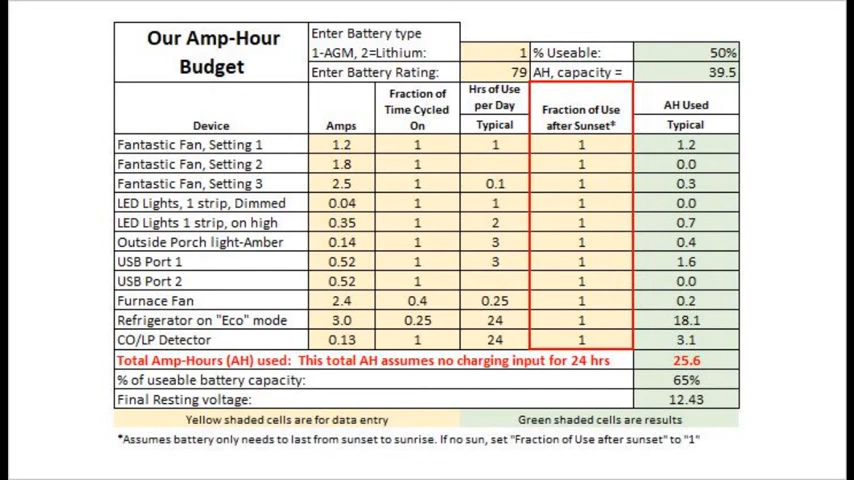 Our Amp-Hour Budget
Enter Battery type
1-AGM, 2=Lithium: 1 % Useable: 50%
Enter Battery Rating: 79 AH, capacity = 39.5
Device Amps Fraction of Time Cycled On Hrs of Use per Day Typical Fraction of Use after Sunset* AH Used Typical
Fantastic Fan, Setting 1 1.2 1 1 1 1.2
Fantastic Fan, Setting 2 1.8 1 1 0.0
Fantastic Fan, Setting 3 2.5 1 0.1 1 0.3
LED Lights, 1 strip, Dimmed 0.04 1 1 1 0.0
LED Lights 1 strip, on high 0.35 1 2 1 0.7
Outside Porch light-Amber 0.14 1 3 1 0.4
USB Port 1 0.52 1 3 1 1.6
USB Port 2 0.52 1 1 0.0
Furnace Fan 2.4 0.4 0.25 1 0.2
Refrigerator on "Eco" mode 3.0 0.25 24 1 18.1
CO/LP Detector 0.13 1 24 1 3.1
Total Amp-Hours (AH) used: This total AH assumes no charging input for 24 hrs 25.6
% of useable battery capacity: 65%
Final Resting voltage: 12.43
Yellow shaded cells are for data entry Green shaded cells are results
*Assumes battery only needs to last from sunset to sunrise. If no sun, set "Fraction of Use after sunset" to "1"